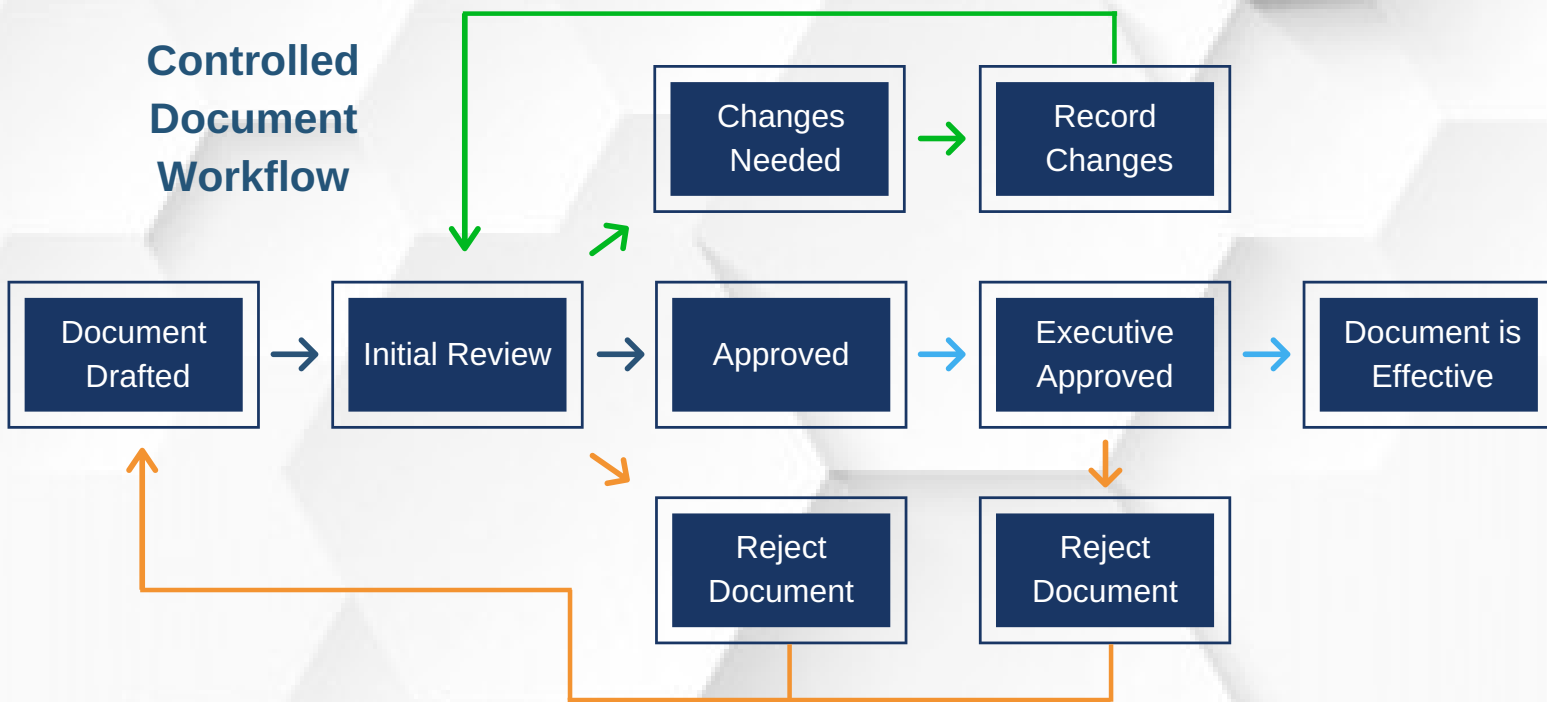 Controlled
Document
Workflow
Changes
Needed
Record
Changes
Document
Drafted
Initial Review
Approved
Executive
Approved
Document is
Effective
Reject
Document
Reject
Document